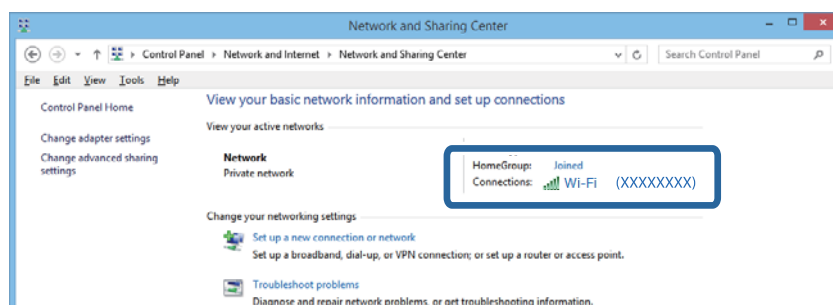 Network and Sharing Center
Control Panel Network and Internet Network and Sharing Center Search Control Panel
File Edit View Tools Help
Control Panel Home
Change adapter settings
Change advanced sharing
settings
View your basic network information and set up connections
View your active networks
Network
Private network
HomeGroup: Joined
Connections: Wi-Fi (XXXXXXXX)
Change your networking settings
Set up a new connection or network
Set up a broadband, dial-up, or VPN connection; or set up a router or access point.
Troubleshoot problems
Diagnose and repair network problems, or get troubleshooting information.